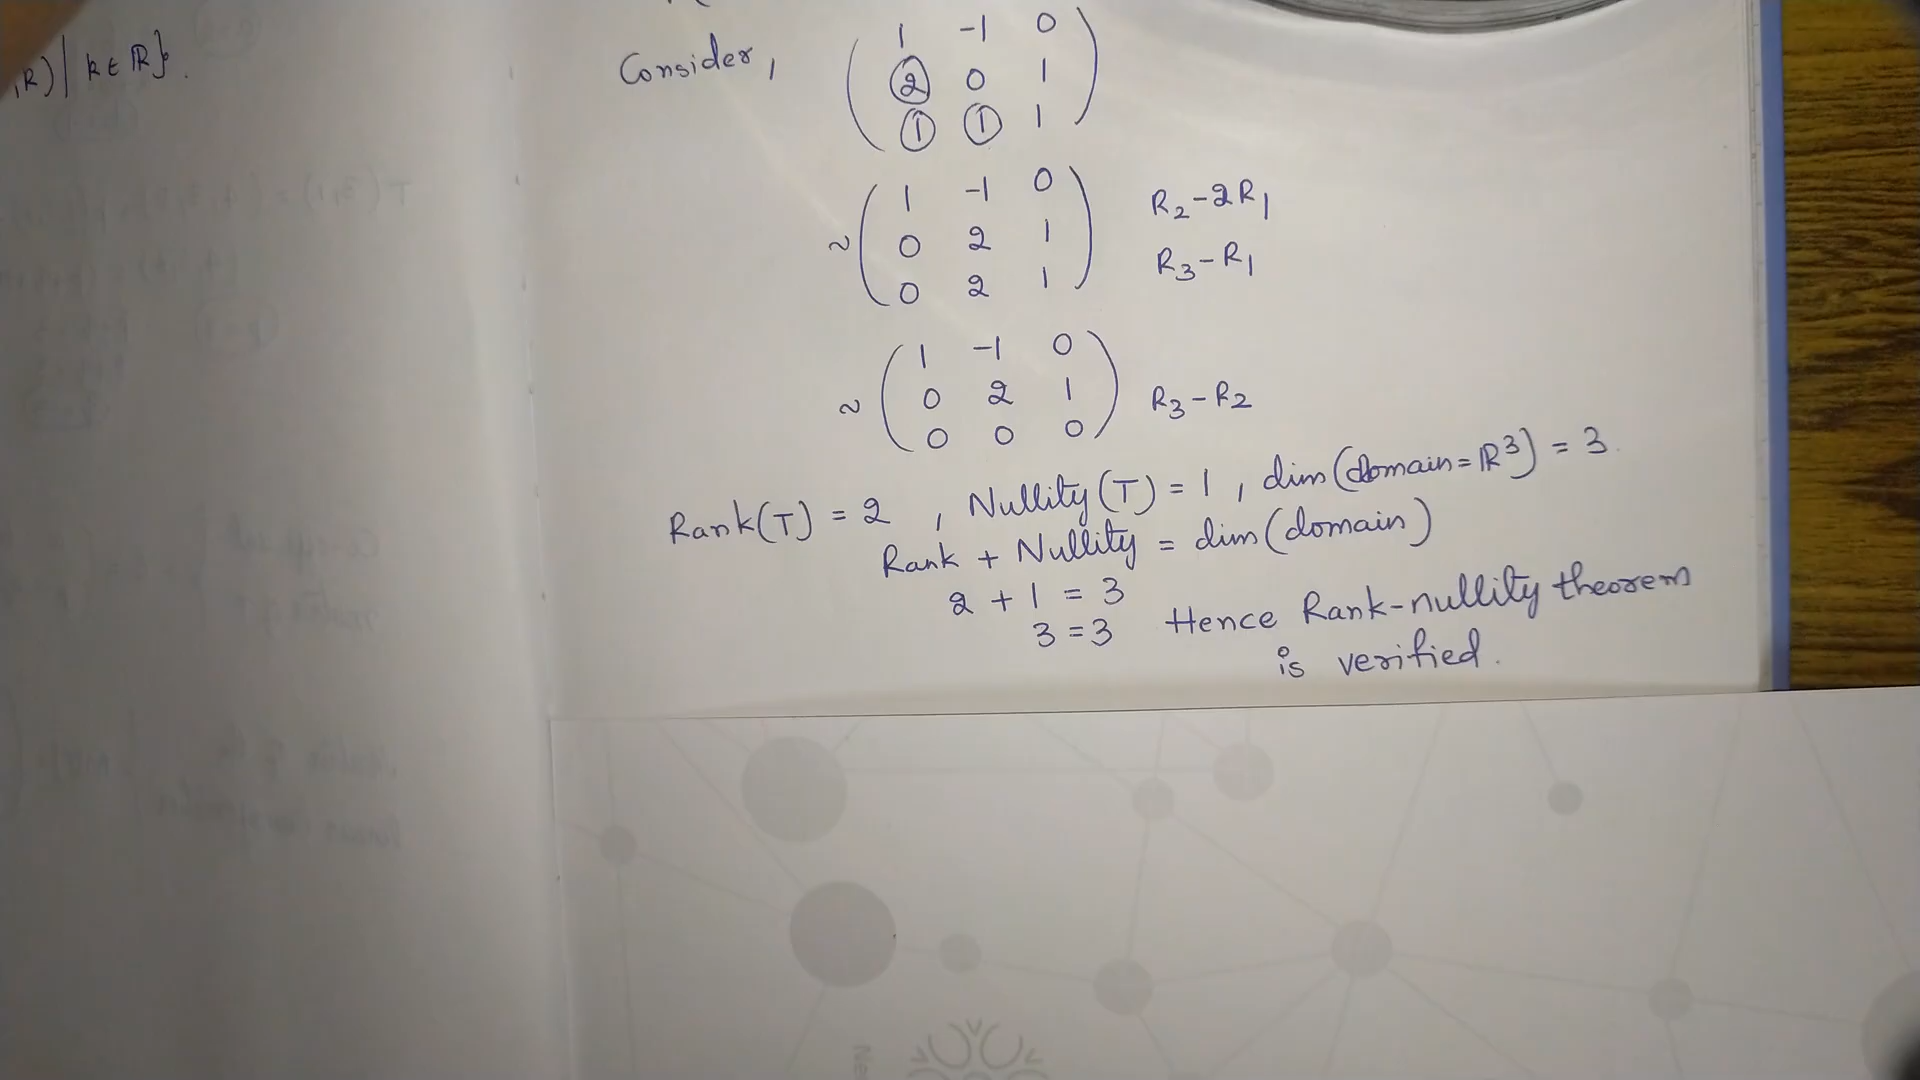 ,k) | k ∈ ℝ}.
Consider,
1 -1 0
2 0 1
1 1 1
~ 1 -1 0
0 2 1
0 2 1
R₂-2R₁
R₃-R₁
~ 1 -1 0
0 2 1
0 0 0
R₃-R₂
Rank(T) = 2 , Nullity(T) = 1 , dim(domain=ℝ³) = 3.
Rank + Nullity = dim(domain)
2 + 1 = 3
3 = 3 Hence Rank-nullity theorem
is verified.